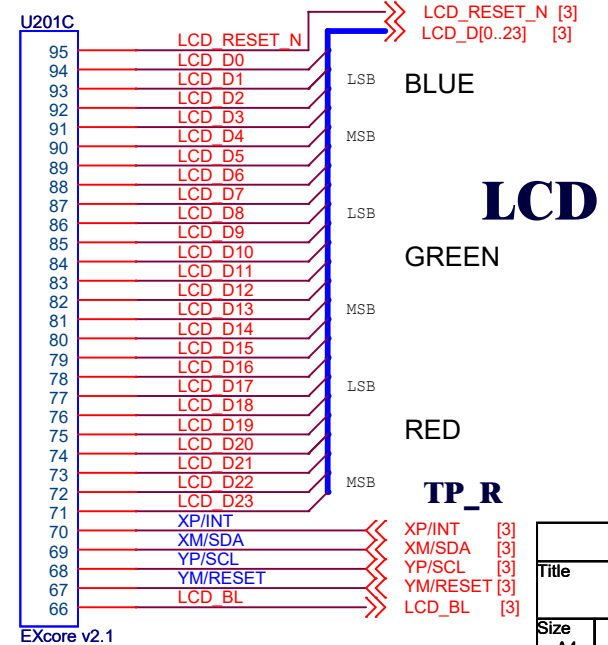 U201C
LCD_RESET_N [3]
LCD_D[0..23] [3]
95 LCD_RESET_N
94 LCD_D0
93 LCD_D1 LSB BLUE
92 LCD_D2
91 LCD_D3
90 LCD_D4 MSB
89 LCD_D5
88 LCD_D6
87 LCD_D7
86 LCD_D8 LSB LCD
85 LCD_D9
84 LCD_D10 GREEN
83 LCD_D11
82 LCD_D12
81 LCD_D13 MSB
80 LCD_D14
79 LCD_D15
78 LCD_D16
77 LCD_D17 LSB
76 LCD_D18
75 LCD_D19 RED
74 LCD_D20
73 LCD_D21
72 LCD_D22 MSB
71 LCD_D23 TP_R
70 XP/INT XP/INT [3]
69 XM/SDA XM/SDA [3]
68 YP/SCL YP/SCL [3]
67 YM/RESET YM/RESET [3]
66 LCD_BL LCD_BL [3]
EXcore v2.1
Title
Size
A4